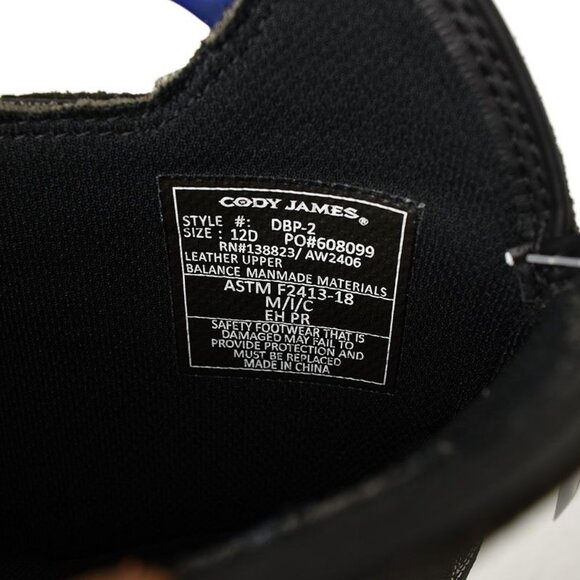 CODY JAMES®
STYLE #: DBP-2
SIZE : 12D PO#608099
RN#138823/ AW2406
LEATHER UPPER
BALANCE MANMADE MATERIALS
ASTM F2413-18
M/I/C
EH PR
SAFETY FOOTWEAR THAT IS
DAMAGED MAY FAIL TO
PROVIDE PROTECTION AND
MUST BE REPLACED
MADE IN CHINA